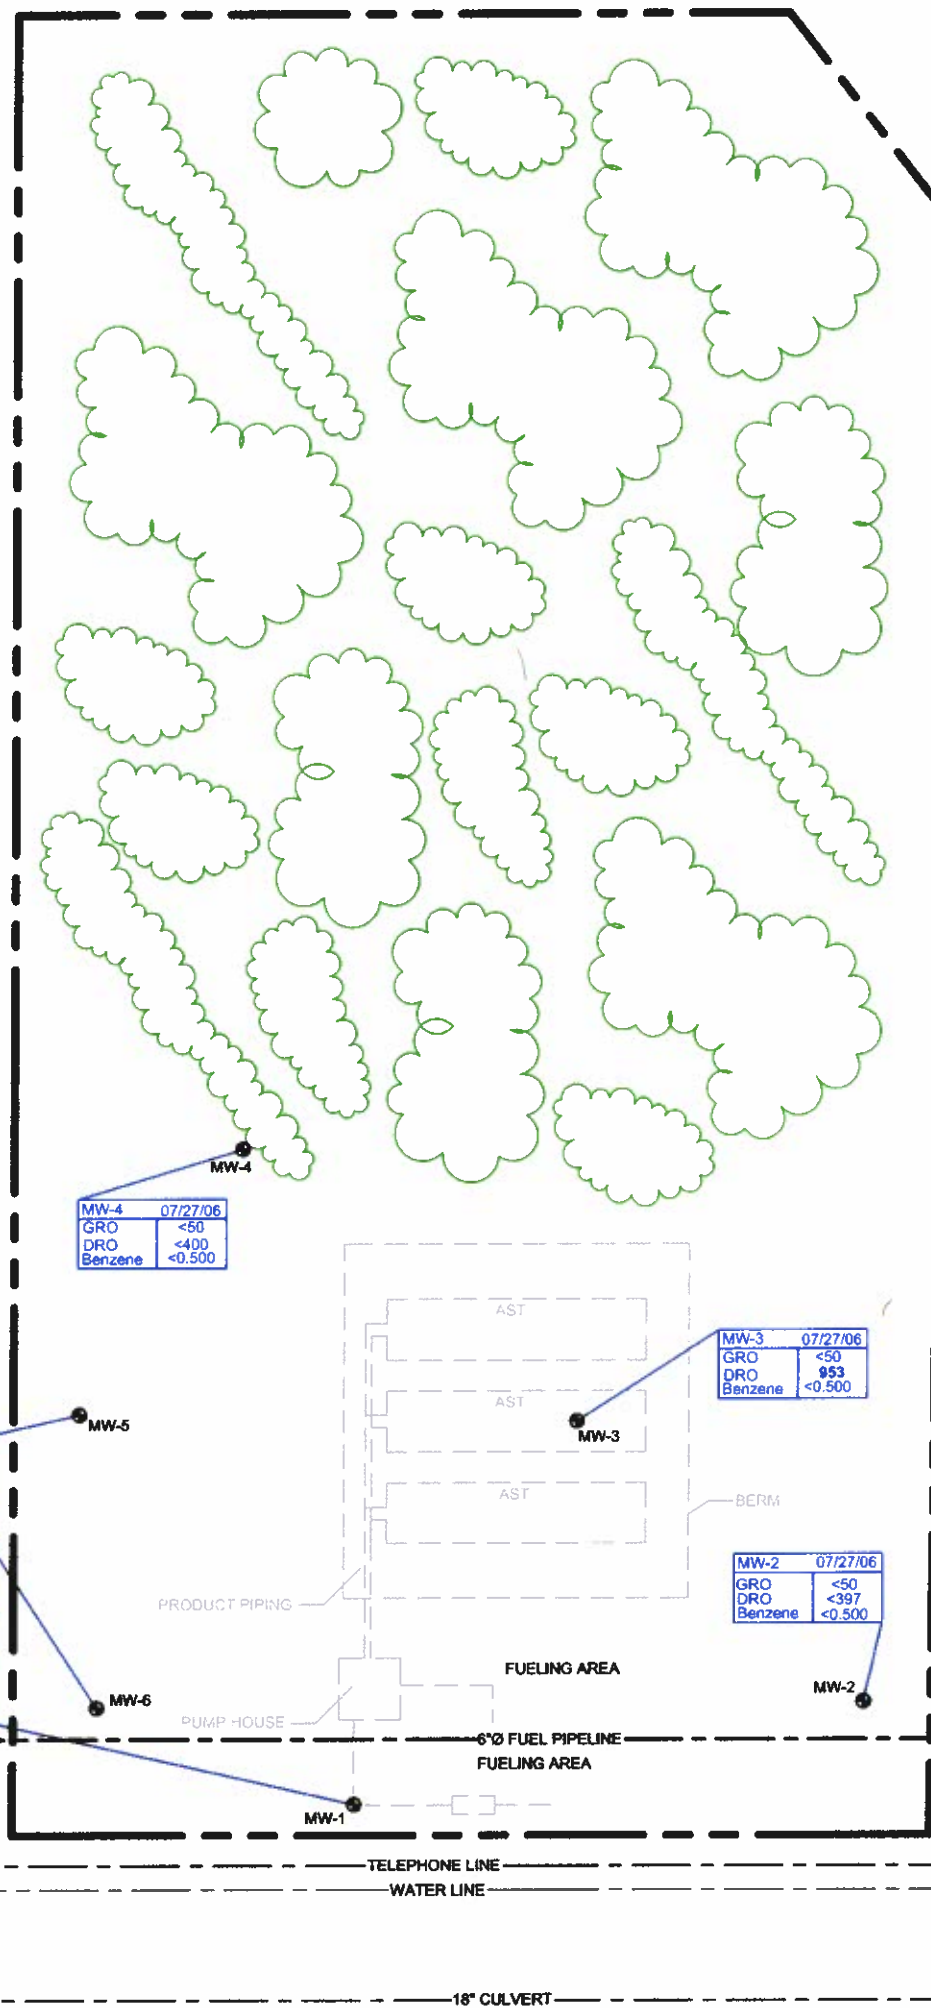 MW-4
MW-4 07/27/06
GRO <50
DRO <400
Benzene <0.500
AST
MW-3 07/27/06
GRO <50
DRO 953
Benzene <0.500
AST
MW-5
MW-3
AST
BERM
MW-2 07/27/06
GRO <50
DRO <397
Benzene <0.500
PRODUCT PIPING
FUELING AREA
MW-2
MW-6
PUMP HOUSE
6"Ø FUEL PIPELINE
FUELING AREA
MW-1
TELEPHONE LINE
WATER LINE
18" CULVERT